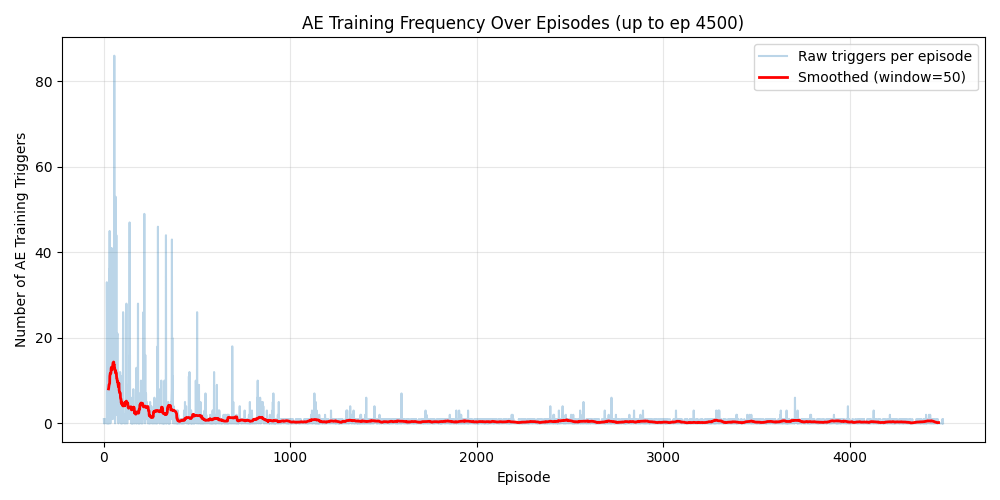 AE Training Frequency Over Episodes (up to ep 4500)
Raw triggers per episode
Smoothed (window=50)
Number of AE Training Triggers
80
60
40
20
0
0 1000 2000 3000 4000
Episode